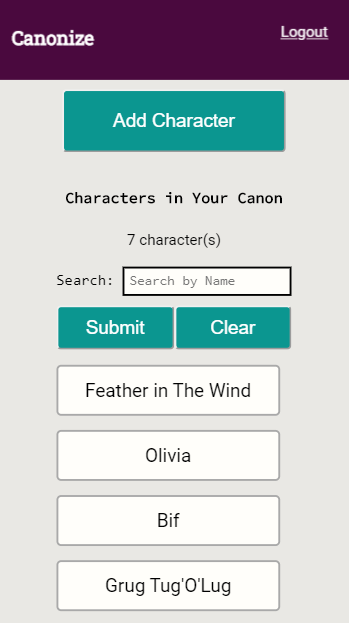 Canonize
Logout
Add Character
Characters in Your Canon
7 character(s)
Search: Search by Name
Submit Clear
Feather in The Wind
Olivia
Bif
Grug Tug'O'Lug